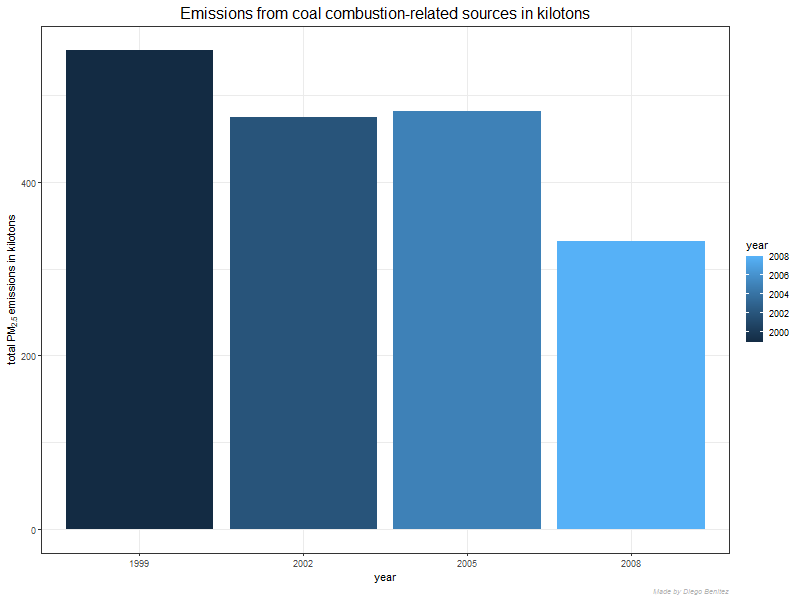 Emissions from coal combustion-related sources in kilotons
total PM2.5 emissions in kilotons
400
200
0
1999 2002 2005 2008
year
year
2008
2006
2004
2002
2000
Made by Diego Benitez